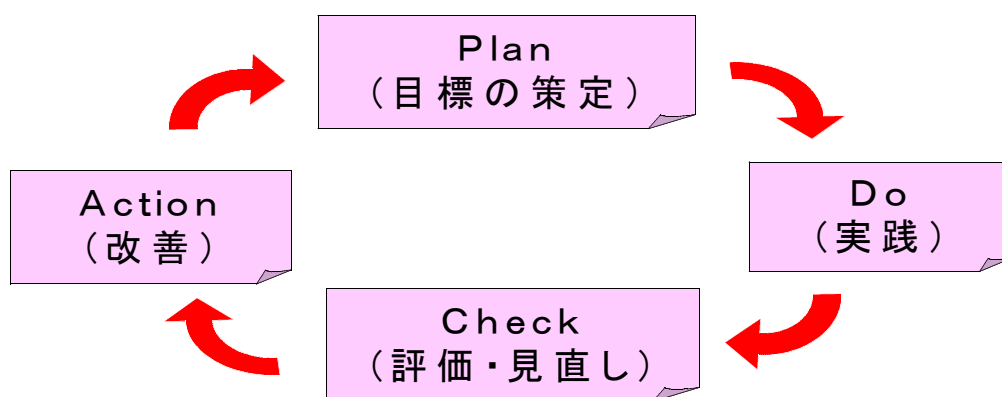 Plan
（目標の策定）
Do
（実践）
Check
（評価・見直し）
Action
（改善）